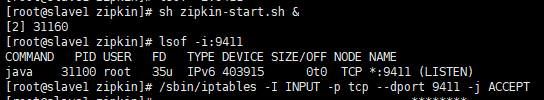 [root@slave1 zipkin]# sh zipkin-start.sh &
[2] 31160
[root@slave1 zipkin]# lsof -i:9411
COMMAND PID USER FD TYPE DEVICE SIZE/OFF NODE NAME
java 31100 root 35u IPv6 403915 0t0 TCP *:9411 (LISTEN)
[root@slave1 zipkin]# /sbin/iptables -I INPUT -p tcp --dport 9411 -j ACCEPT